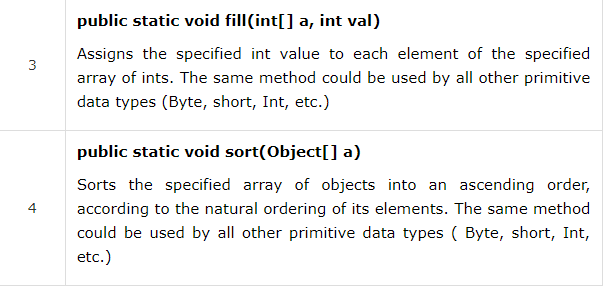 public static void fill(int[] a, int val)
3
Assigns the specified int value to each element of the specified
array of ints. The same method could be used by all other primitive
data types (Byte, short, Int, etc.)
public static void sort(Object[] a)
4
Sorts the specified array of objects into an ascending order,
according to the natural ordering of its elements. The same method
could be used by all other primitive data types ( Byte, short, Int,
etc.)